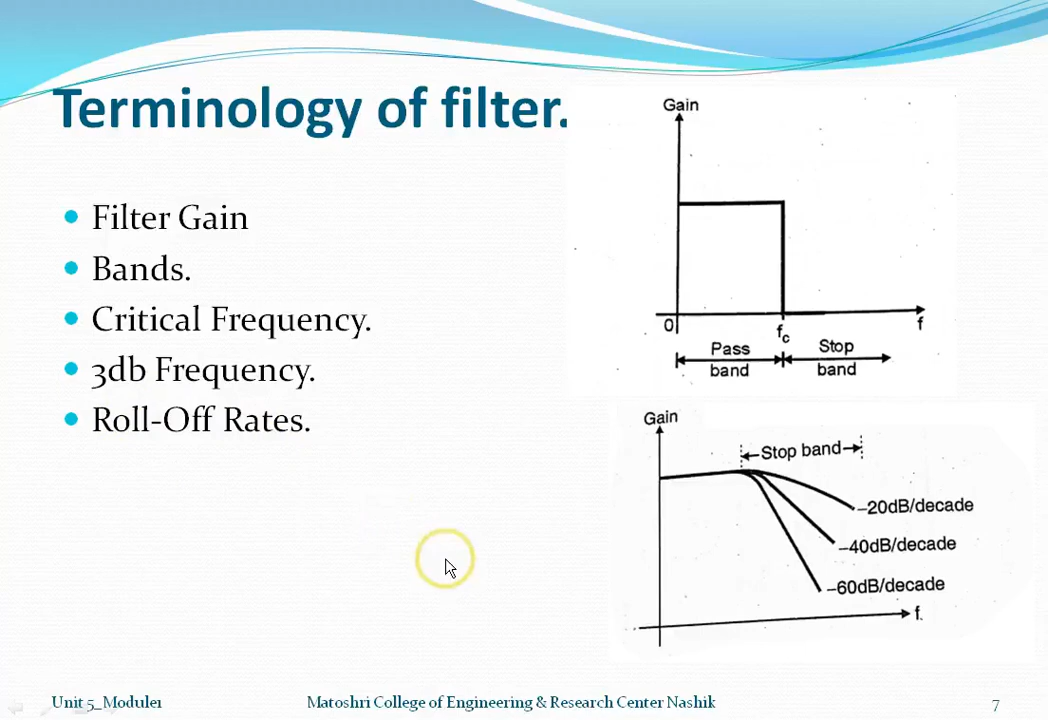 Terminology of filter.
Filter Gain
Bands.
Critical Frequency.
3db Frequency.
Roll-Off Rates.
Gain
0
fc
f
Pass band
Stop band
Gain
Stop band
-20dB/decade
-40dB/decade
-60dB/decade
f
Unit 5_Module1
Matoshri College of Engineering & Research Center Nashik
7